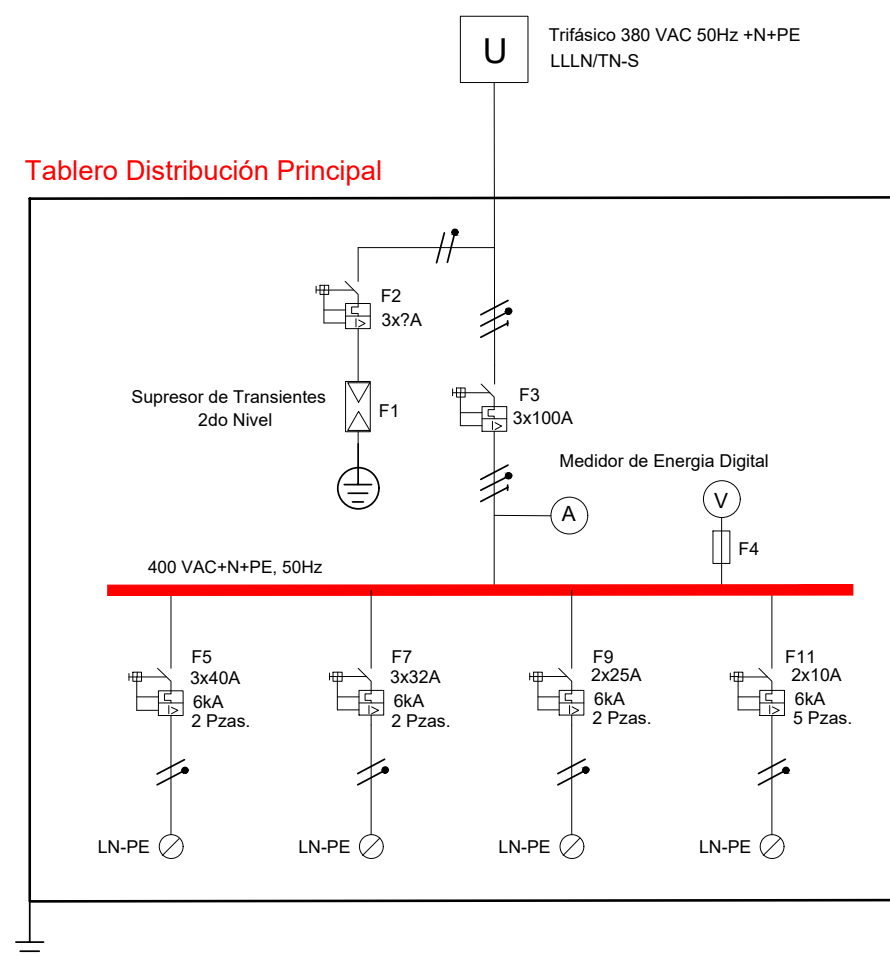 U
Trifásico 380 VAC 50Hz +N+PE
LLLN/TN-S
Tablero Distribución Principal
F2
3x?A
Supresor de Transientes
2do Nivel
F1
F3
3x100A
Medidor de Energia Digital
A
V
F4
400 VAC+N+PE, 50Hz
F5
3x40A
6kA
2 Pzas.
LN-PE
F7
3x32A
6kA
2 Pzas.
LN-PE
F9
2x25A
6kA
2 Pzas.
LN-PE
F11
2x10A
6kA
5 Pzas.
LN-PE